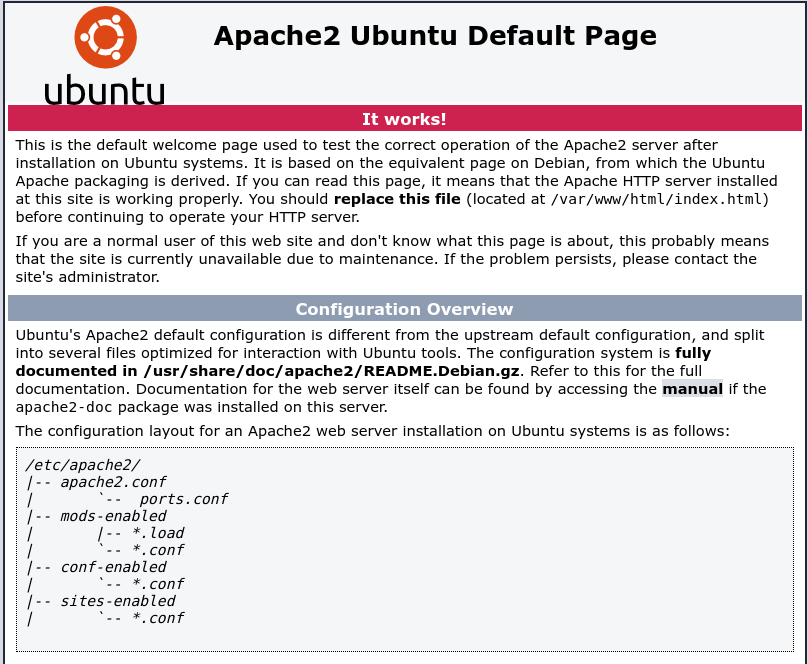 Apache2 Ubuntu Default Page
ubuntu
It works!
This is the default welcome page used to test the correct operation of the Apache2 server after
installation on Ubuntu systems. It is based on the equivalent page on Debian, from which the Ubuntu
Apache packaging is derived. If you can read this page, it means that the Apache HTTP server installed
at this site is working properly. You should replace this file (located at /var/www/html/index.html)
before continuing to operate your HTTP server.
If you are a normal user of this web site and don't know what this page is about, this probably means
that the site is currently unavailable due to maintenance. If the problem persists, please contact the
site's administrator.
Configuration Overview
Ubuntu's Apache2 default configuration is different from the upstream default configuration, and split
into several files optimized for interaction with Ubuntu tools. The configuration system is fully
documented in /usr/share/doc/apache2/README.Debian.gz. Refer to this for the full
documentation. Documentation for the web server itself can be found by accessing the manual if the
apache2-doc package was installed on this server.
The configuration layout for an Apache2 web server installation on Ubuntu systems is as follows:
/etc/apache2/
|-- apache2.conf
|       `--  ports.conf
|-- mods-enabled
|       |-- *.load
|       `-- *.conf
|-- conf-enabled
|       `-- *.conf
|-- sites-enabled
|       `-- *.conf